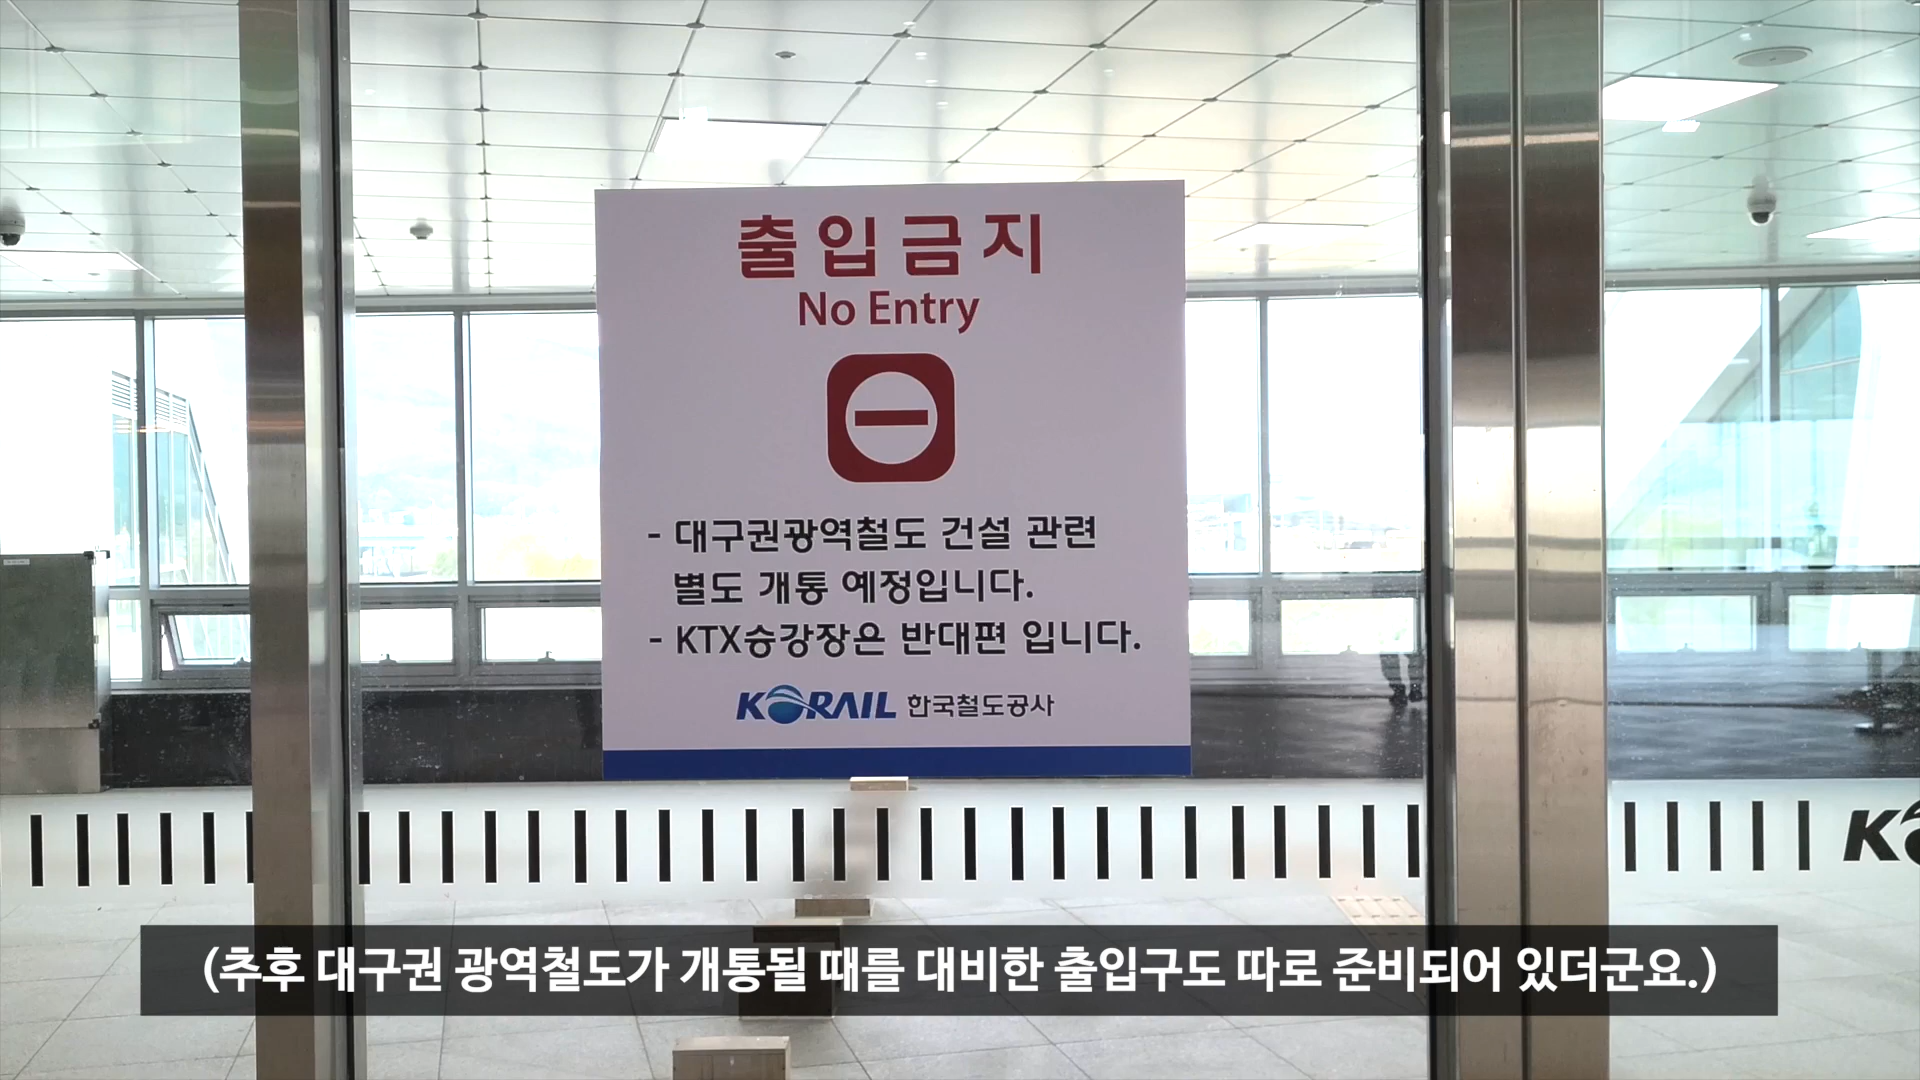 출입금지
No Entry
- 대구권광역철도 건설 관련
별도 개통 예정입니다.
- KTX승강장은 반대편 입니다.
KORAIL 한국철도공사
(추후 대구권 광역철도가 개통될 때를 대비한 출입구도 따로 준비되어 있더군요.)